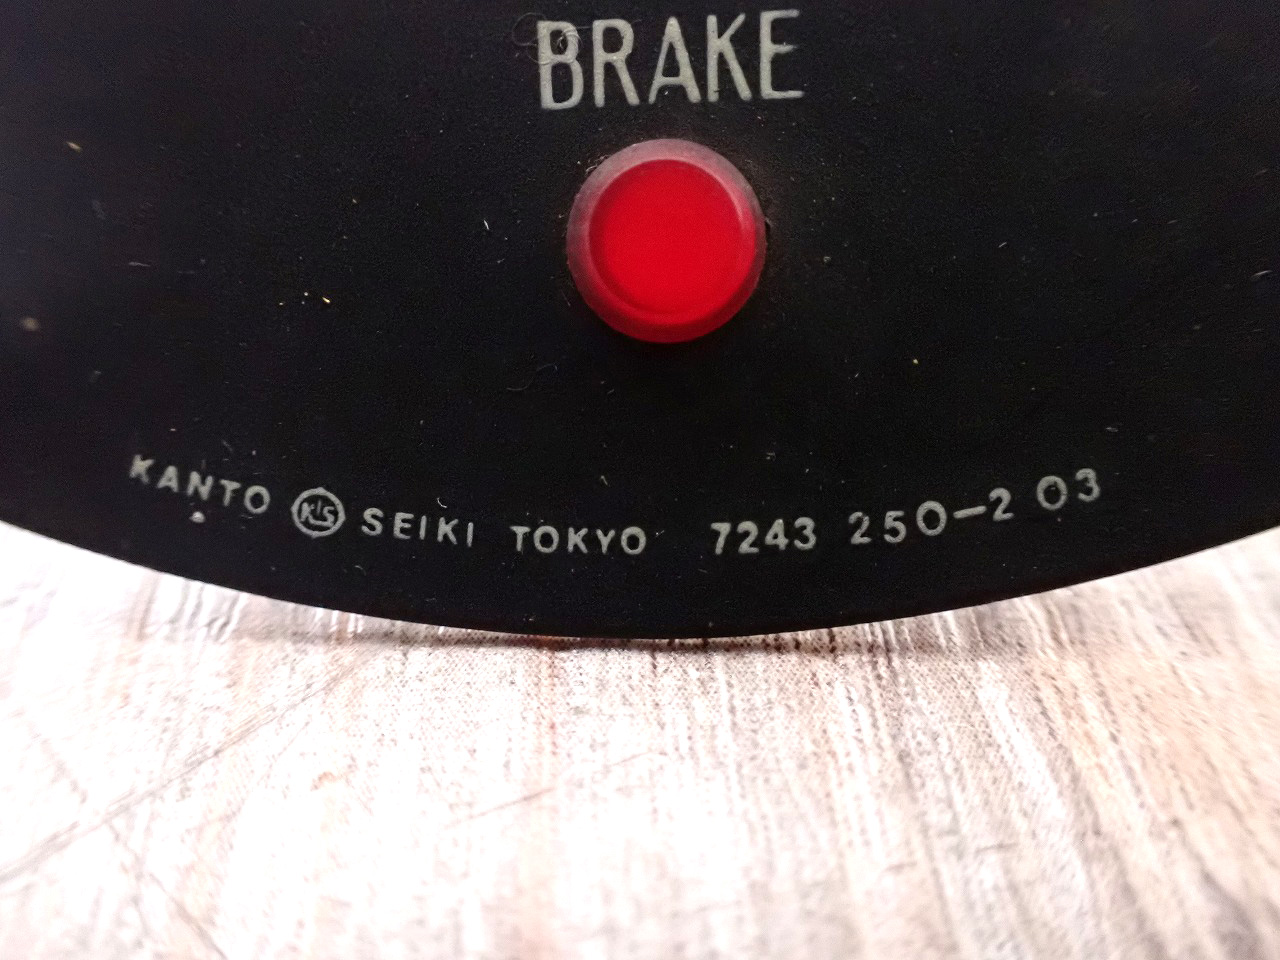 BRAKE
KANTO KS SEIKI TOKYO 7243 250-2 03